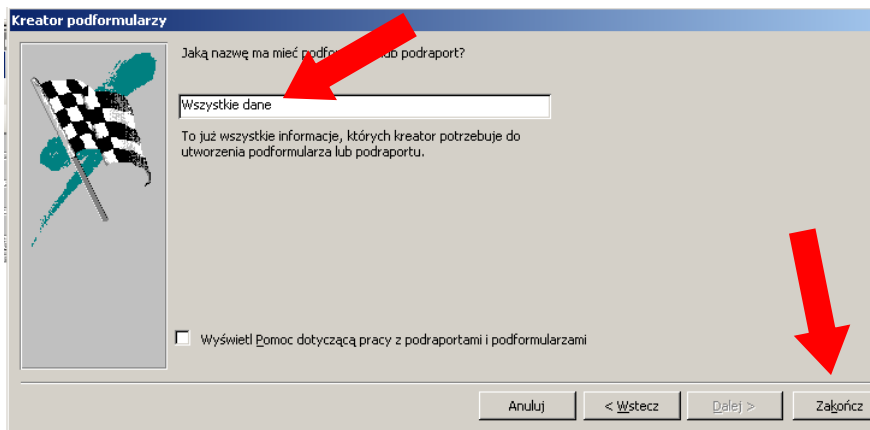 Kreator podformularzy
Jaką nazwę ma mieć lub podraport?
Wszystkie dane
To już wszystkie informacje, których kreator potrzebuje do
utworzenia podformularza lub podraportu.
Wyświetl Pomoc dotyczącą pracy z podraportami i podformularzami
Anuluj
< Wstecz
Dalej >
Zakończ